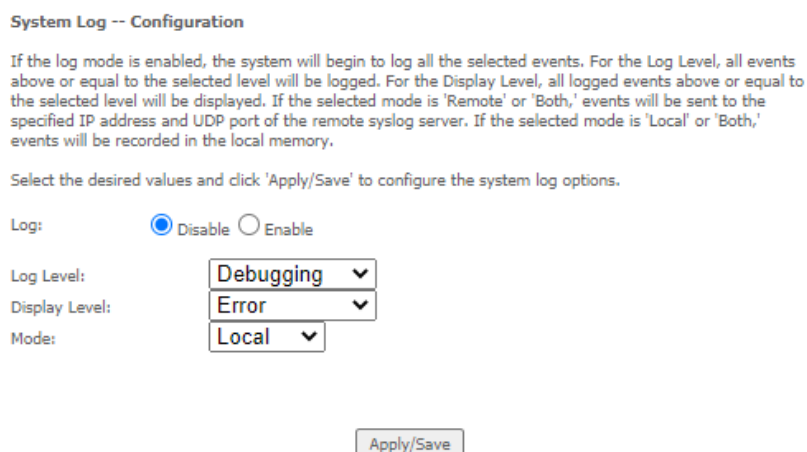 System Log -- Configuration
If the log mode is enabled, the system will begin to log all the selected events. For the Log Level, all events
above or equal to the selected level will be logged. For the Display Level, all logged events above or equal to
the selected level will be displayed. If the selected mode is 'Remote' or 'Both,' events will be sent to the
specified IP address and UDP port of the remote syslog server. If the selected mode is 'Local' or 'Both,'
events will be recorded in the local memory.
Select the desired values and click 'Apply/Save' to configure the system log options.
Log: Disable Enable
Log Level: Debugging
Display Level: Error
Mode: Local
Apply/Save